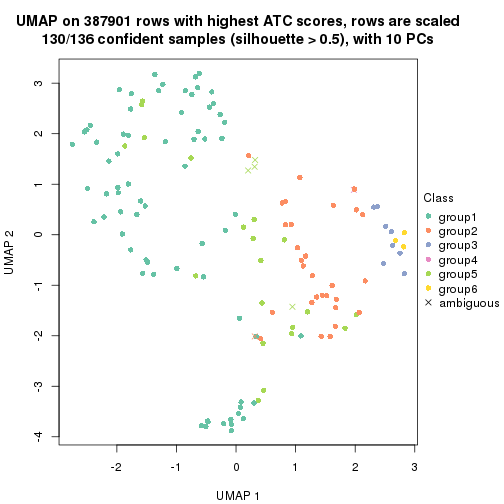 UMAP on 387901 rows with highest ATC scores, rows are scaled
130/136 confident samples (silhouette > 0.5), with 10 PCs
3
2
1
0
-1
-2
-3
-4
UMAP 2
-2
-1
0
1
2
3
UMAP 1
Class
group1
group2
group3
group4
group5
group6
ambiguous